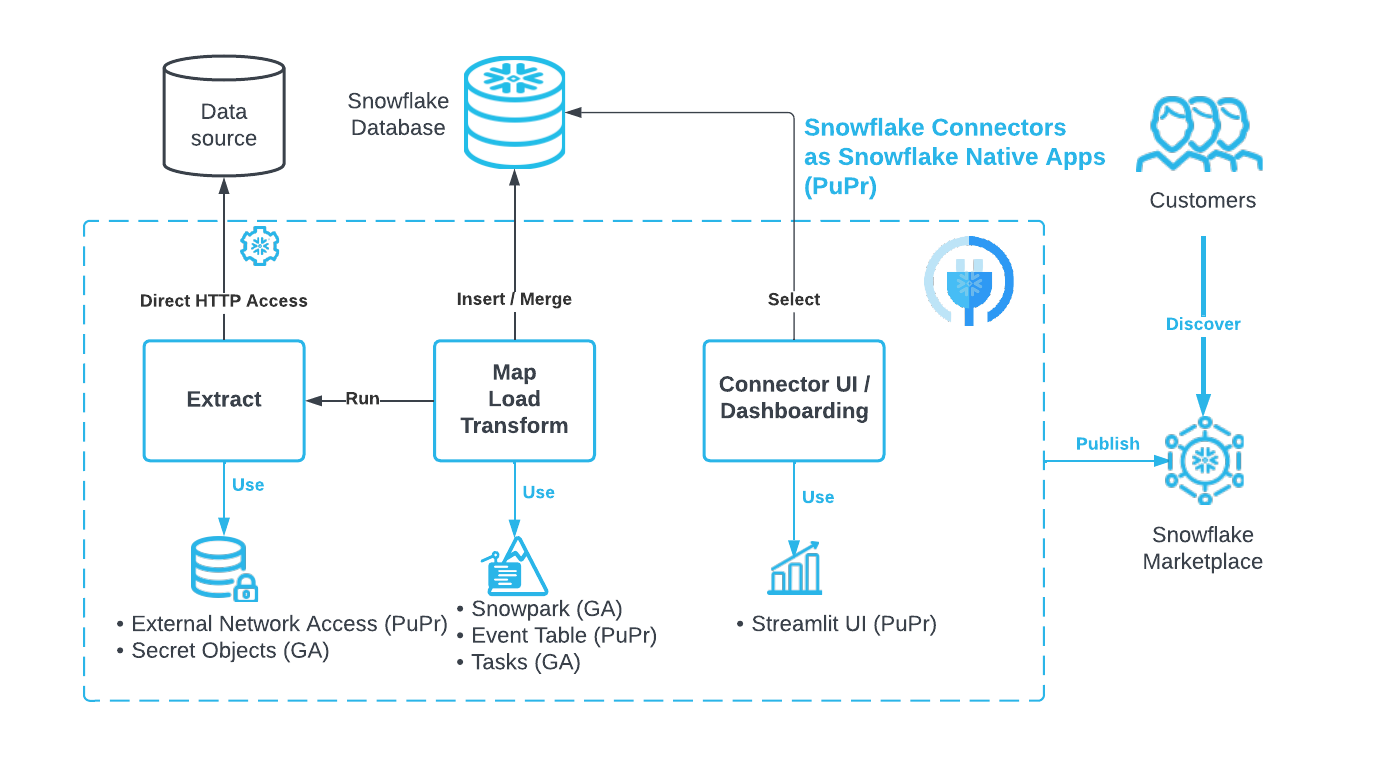 Data
source
Snowflake
Database
Snowflake Connectors
as Snowflake Native Apps
(PuPr)
Customers
Direct HTTP Access
Insert / Merge
Select
Discover
Extract
Run
Map
Load
Transform
Connector UI /
Dashboarding
Publish
Use
Use
Use
Snowflake
Marketplace
• External Network Access (PuPr)
• Secret Objects (GA)
• Snowpark (GA)
• Event Table (PuPr)
• Tasks (GA)
• Streamlit UI (PuPr)